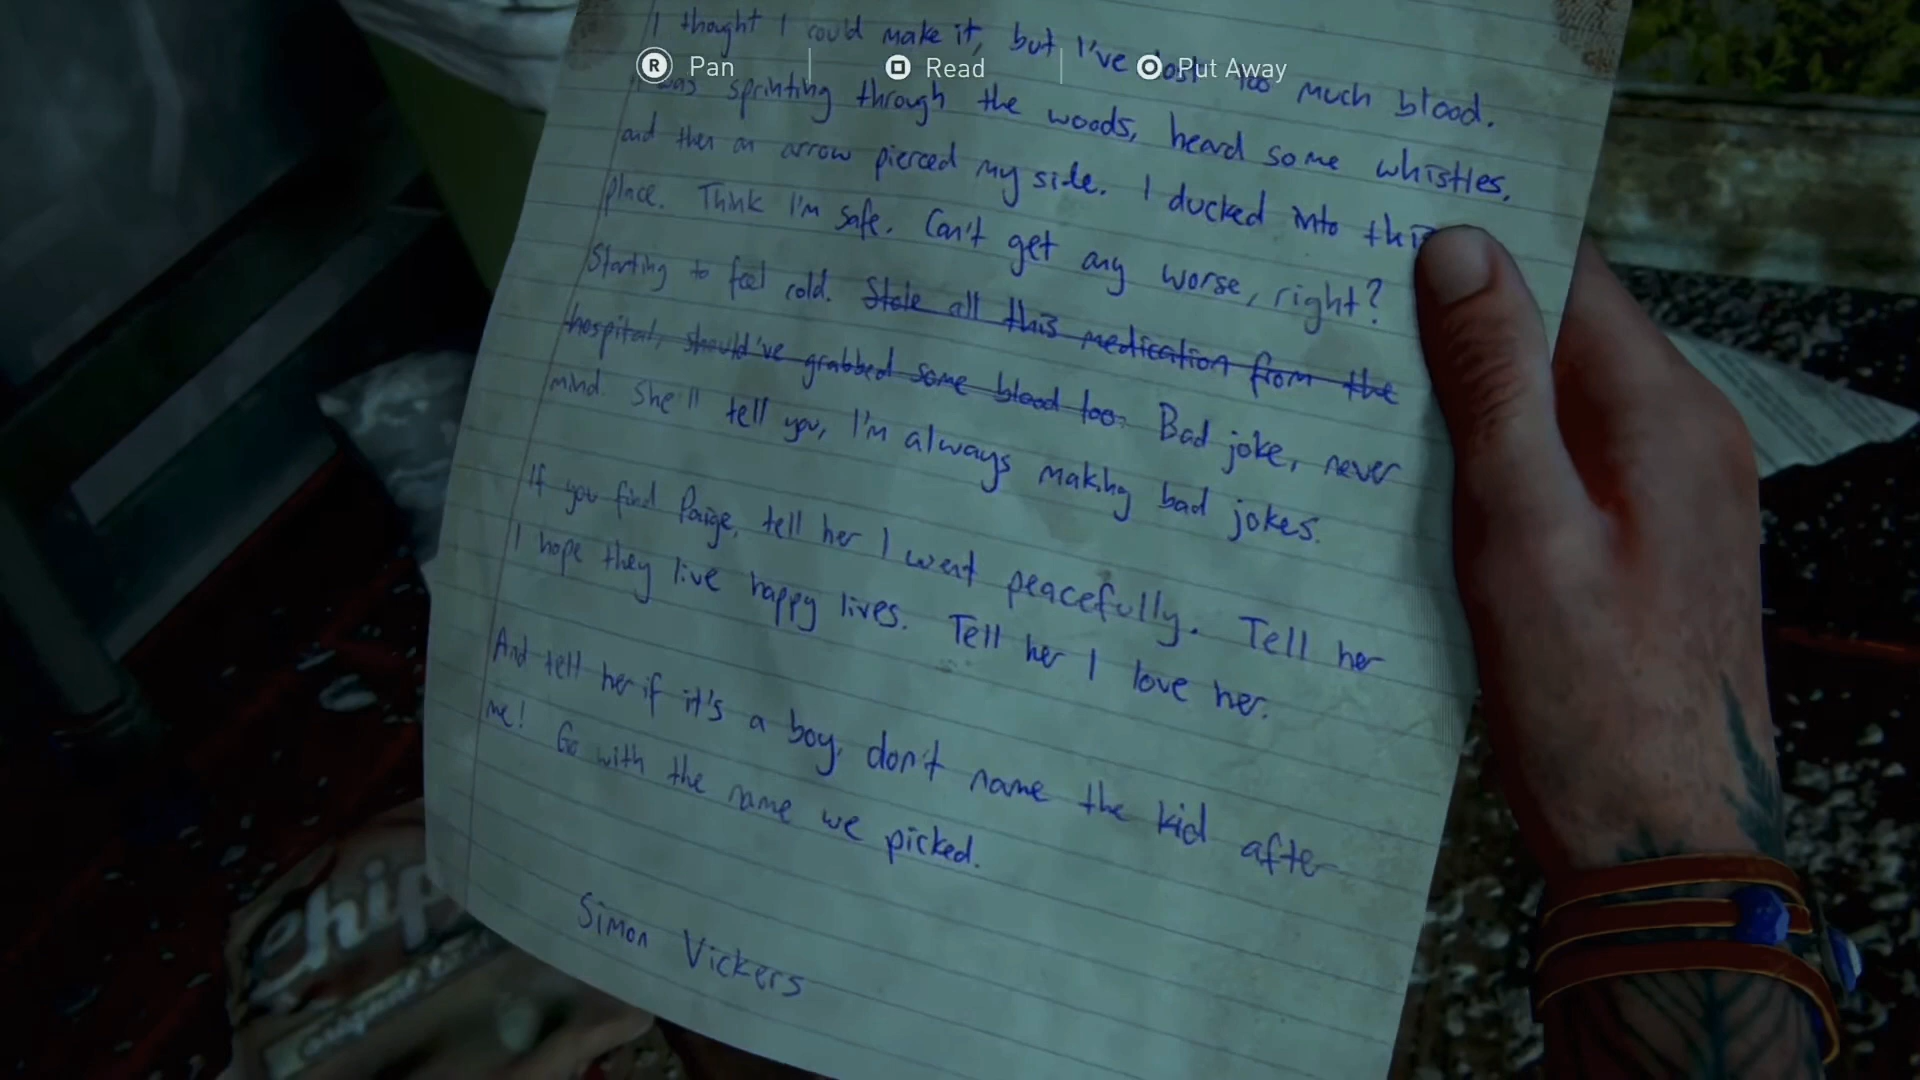 I thought I could make it, but I've lost too much blood.
Pan
Read
Put Away
I was sprinting through the woods, heard some whistles,
and then an arrow pierced my side. I ducked into this
place. Think I'm safe. Can't get any worse, right?
Starting to feel cold. Stole all this medication from the
hospital, should've grabbed some blood too. Bad joke, never
mind. She'll tell you, I'm always making bad jokes.
If you find Paige, tell her I went peacefully. Tell her
I hope they live happy lives. Tell her I love her.
And tell her if it's a boy, don't name the kid after
me! Go with the name we picked.
Simon Vickers
chip